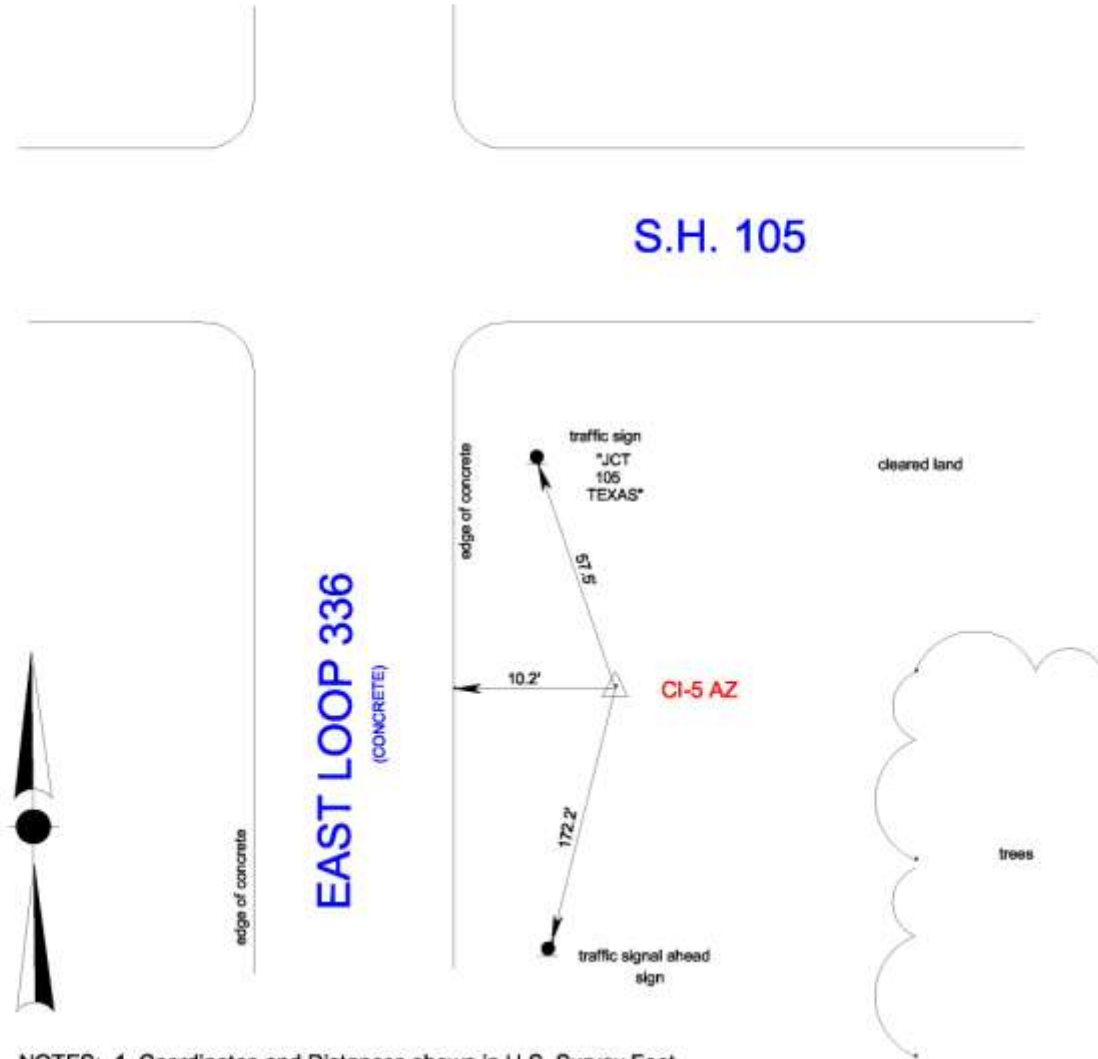 S.H. 105
traffic sign
"JCT
105
TEXAS"
cleared land
edge of concrete
57.5'
EAST LOOP 336
(CONCRETE)
10.2'
CI-5 AZ
172.2'
edge of concrete
trees
traffic signal ahead
sign
NOTES: 1. Coordinates and Distances shown in U.S. Survey Feet